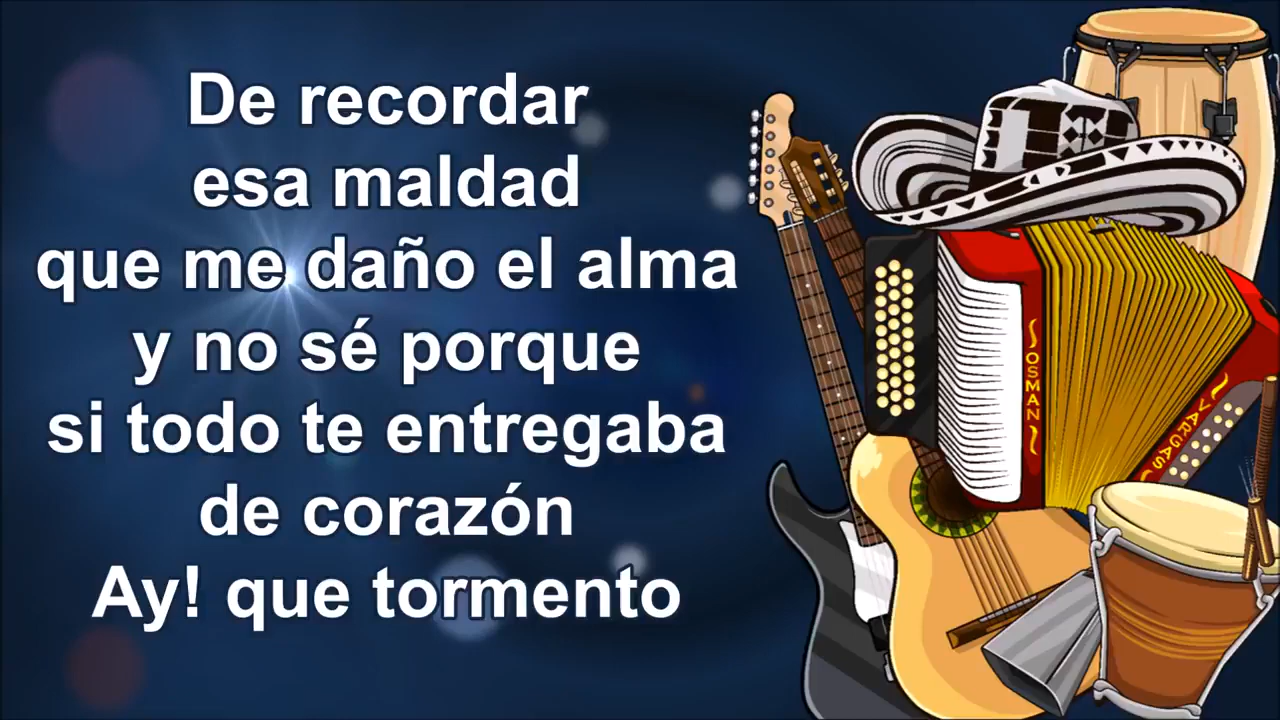 De recordar
esa maldad
que me daño el alma
y no sé porque
si todo te entregaba
de corazón
Ay! que tormento
OSMAN
VARGAS